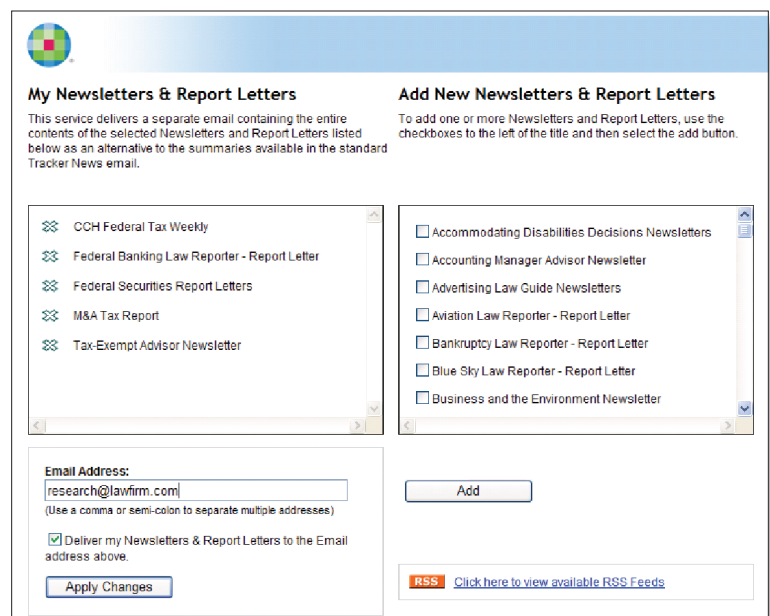 My Newsletters & Report Letters
This service delivers a separate email containing the entire
contents of the selected Newsletters and Report Letters listed
below as an alternative to the summaries available in the standard
Tracker News email.
CCH Federal Tax Weekly
Federal Banking Law Reporter - Report Letter
Federal Securities Report Letters
M&A Tax Report
Tax-Exempt Advisor Newsletter
Email Address:
research@lawfirm.com
(Use a comma or semi-colon to separate multiple addresses)
Deliver my Newsletters & Report Letters to the Email
address above.
Apply Changes
Add New Newsletters & Report Letters
To add one or more Newsletters and Report Letters, use the
checkboxes to the left of the title and then select the add button.
Accommodating Disabilities Decisions Newsletters
Accounting Manager Advisor Newsletter
Advertising Law Guide Newsletters
Aviation Law Reporter - Report Letter
Bankruptcy Law Reporter - Report Letter
Blue Sky Law Reporter - Report Letter
Business and the Environment Newsletter
Add
RSS Click here to view available RSS Feeds